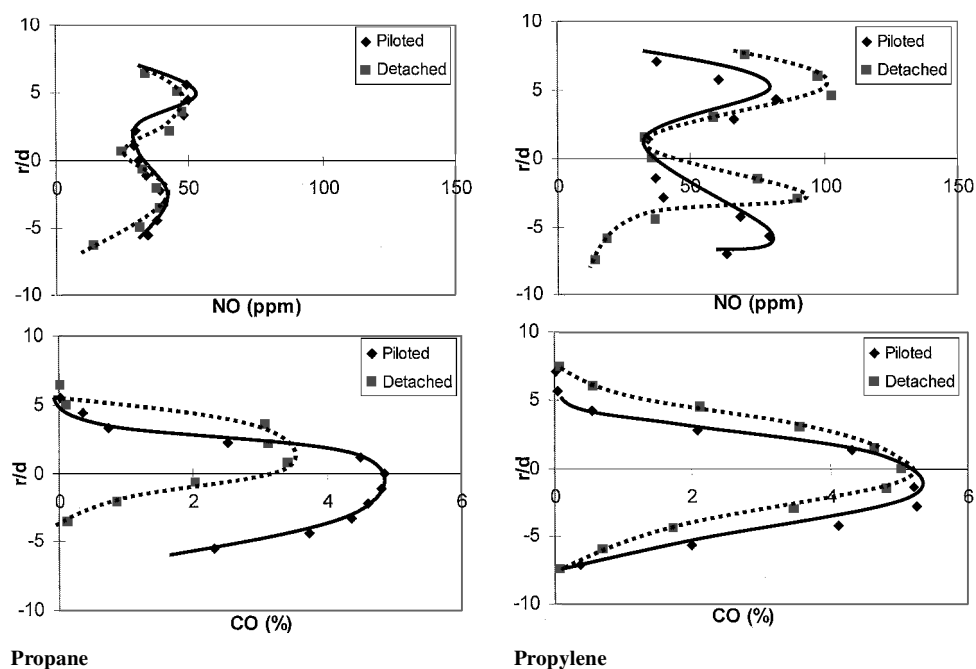 10
Piloted
Detached
5
r/d
0
0
50
100
150
-5
-10
NO (ppm)
10
Piloted
Detached
5
r/d
0
0
50
100
150
-5
-10
NO (ppm)
10
Piloted
Detached
5
r/d
0
0
2
4
6
-5
-10
CO (%)
10
Piloted
Detached
5
r/d
0
0
2
4
6
-5
-10
CO (%)
Propane
Propylene